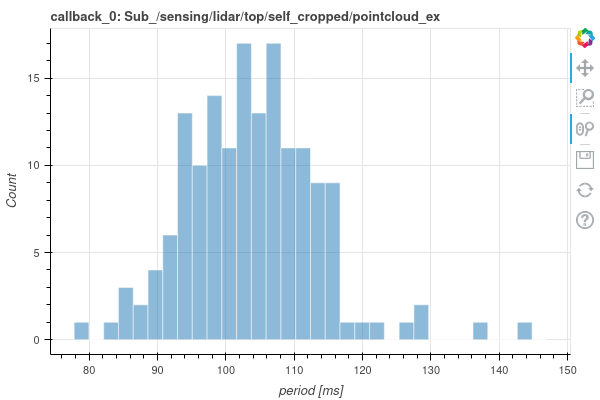 callback_0: Sub_/sensing/lidar/top/self_cropped/pointcloud_ex
Count
15
10
5
0
80 90 100 110 120 130 140 150
period [ms]